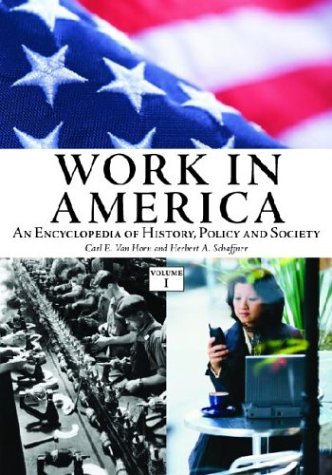 WORK IN
AMERICA
AN ENCYCLOPEDIA OF HISTORY, POLICY AND SOCIETY
Carl E. Van Horn and Herbert A. Schaffner
VOLUME
I